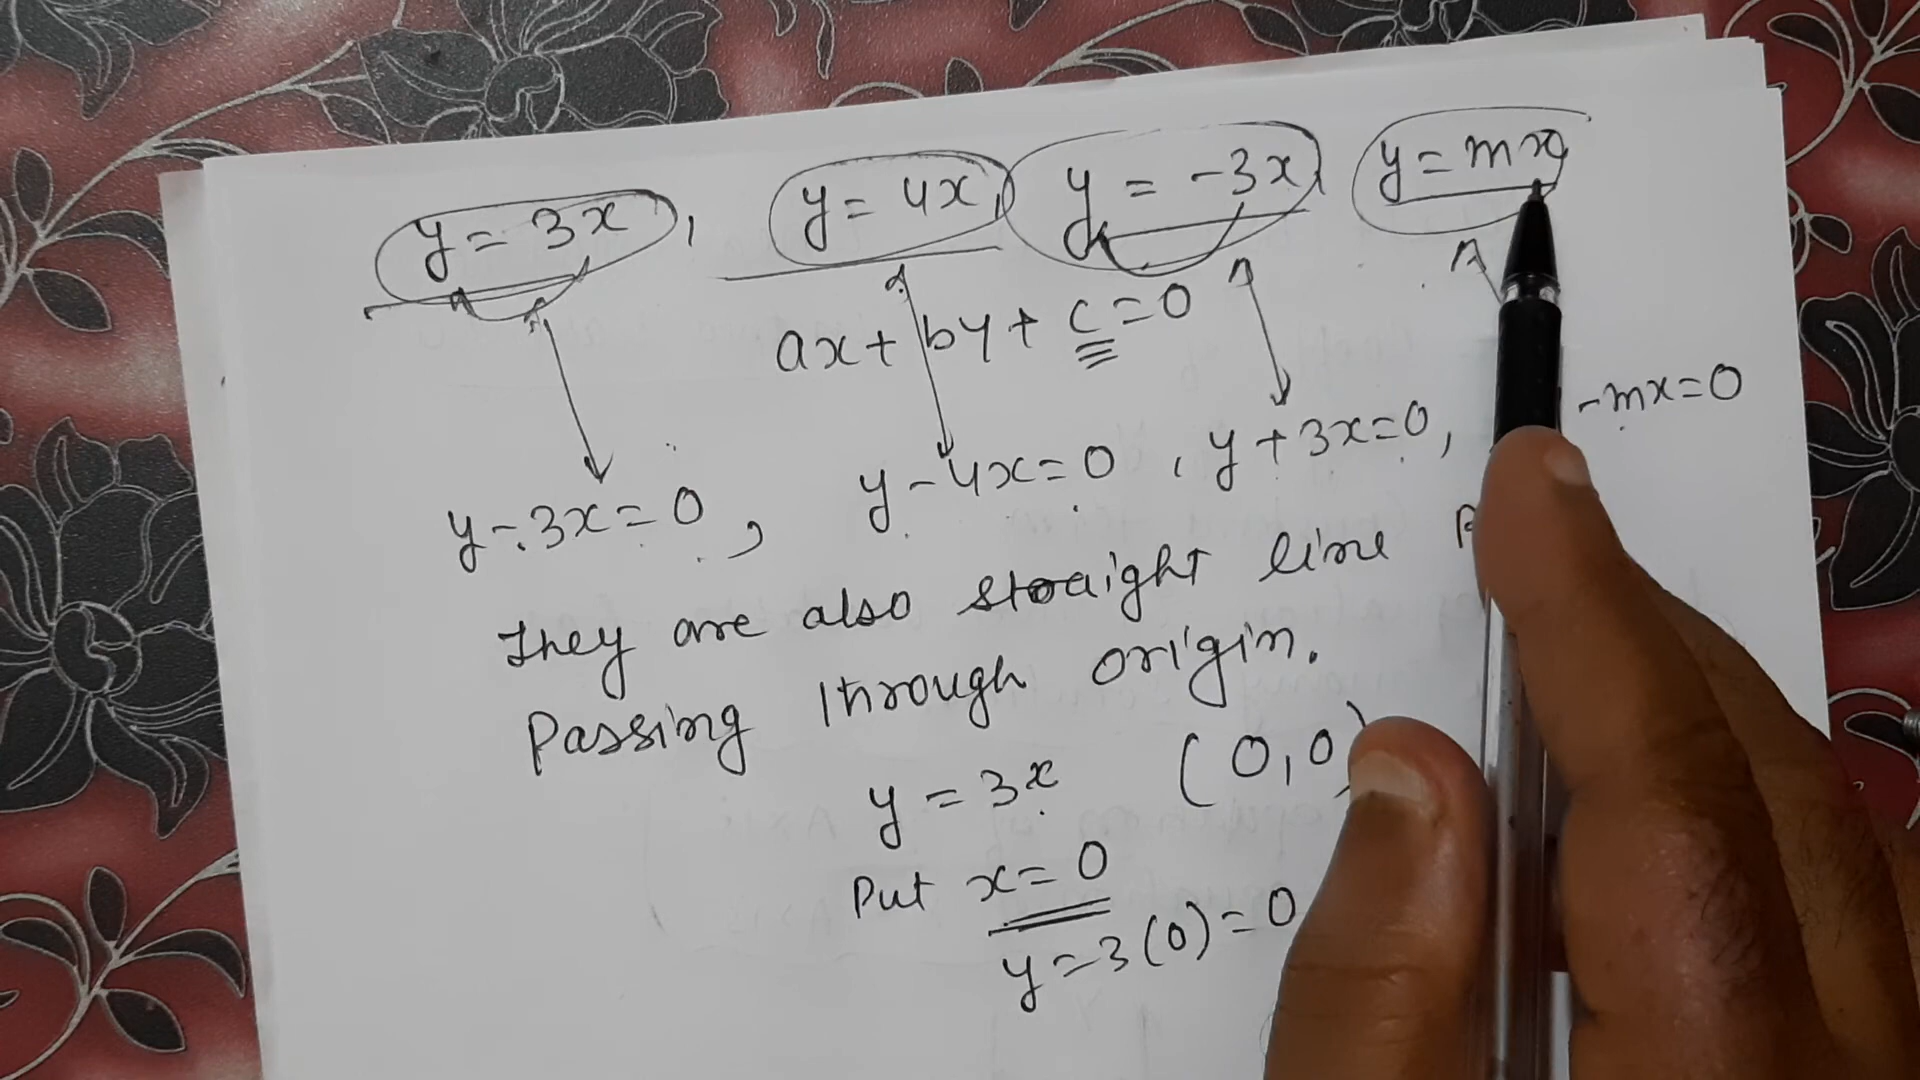 y = 3x, y = 4x, y = -3x, y = mx
ax + by + c = 0
y - 3x = 0, y - 4x = 0, y + 3x = 0, - mx = 0
They are also straight line
Passing through origin.
y = 3x (0,0)
Put x = 0
y = 3(0) = 0